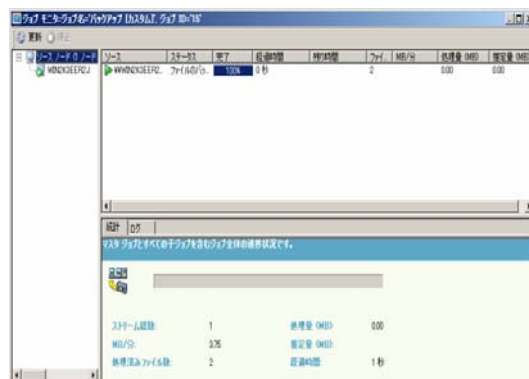 ジョブ モニタ-ジョブ名='バックアップ [カスタム]', ジョブ ID='15'
更新 停止
ソース ノード 0 ノード
WIN2K3EER2J
ソース ステータス 完了 経過時間 残り時間 ファイ.. MB/分 処理量 (MB) 推定量 (MB)
¥¥WIN2K3EER2.. ファイルのバっ.. 100% 0 秒 2 0.00 0.00
統計 ログ
マスタ ジョブとすべての子ジョブを含むジョブ全体の進捗状況です。
ストリーム総数: 1 処理量 (MB): 0.00
MB/分: 3.75 推定量 (MB):
処理済みファイル数: 2 経過時間: 1 秒